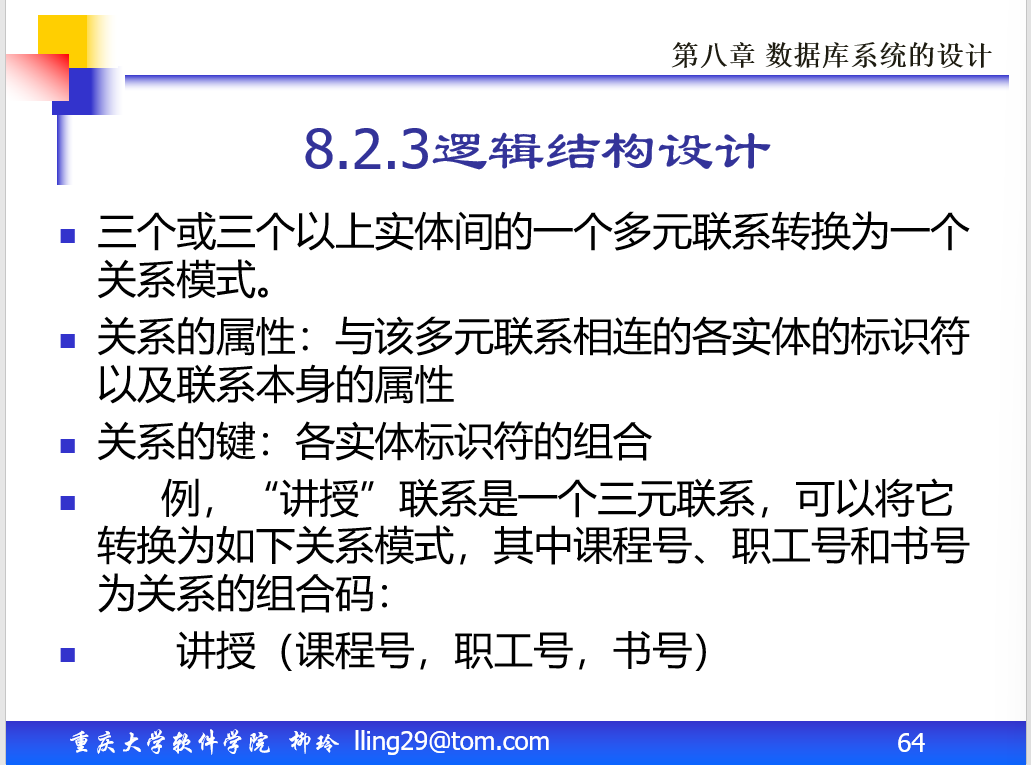 第八章 数据库系统的设计
8.2.3逻辑结构设计
三个或三个以上实体间的一个多元联系转换为一个
关系模式。
关系的属性：与该多元联系相连的各实体的标识符
以及联系本身的属性
关系的键：各实体标识符的组合
例，“讲授”联系是一个三元联系，可以将它
转换为如下关系模式，其中课程号、职工号和书号
为关系的组合码：
讲授（课程号，职工号，书号）
重庆大学软件学院 柳玲 lling29@tom.com 64